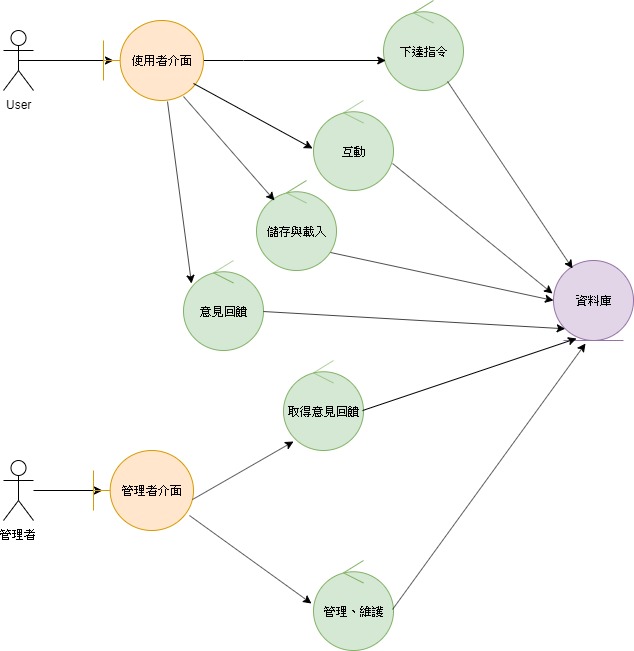 下達指令
使用者介面
User
互動
儲存與載入
意見回饋
資料庫
取得意見回饋
管理者介面
管理者
管理、維護